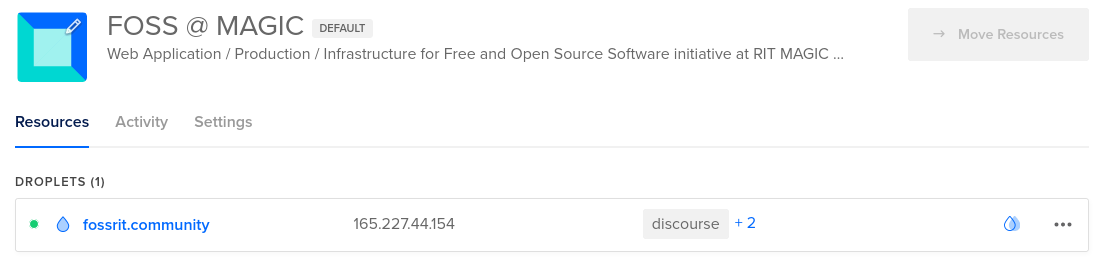 FOSS @ MAGIC DEFAULT
Web Application / Production / Infrastructure for Free and Open Source Software initiative at RIT MAGIC ...
→ Move Resources
Resources Activity Settings
DROPLETS (1)
fossrit.community 165.227.44.154 discourse + 2